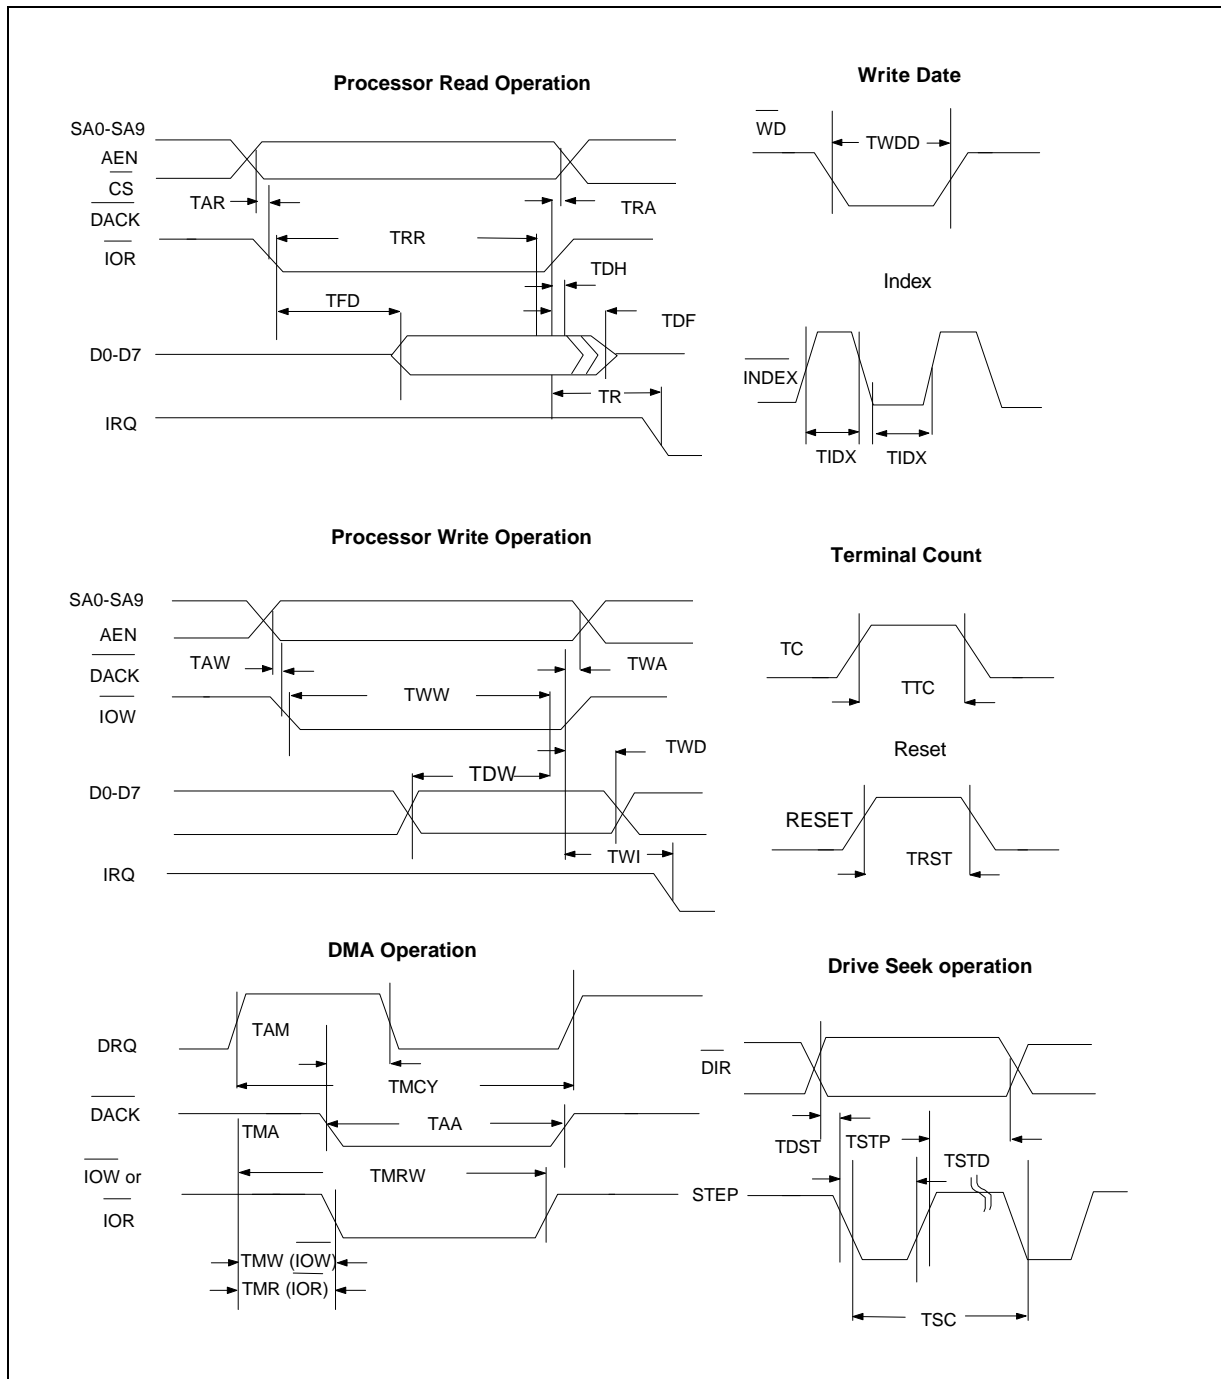 Processor Read Operation
SA0-SA9
AEN
CS
DACK
IOR
TAR
TRA
TRR
TDH
TFD
TDF
D0-D7
TR
IRQ
Write Date
WD
TWDD
Index
INDEX
TIDX
TIDX
Processor Write Operation
SA0-SA9
AEN
DACK
IOW
TAW
TWA
TWW
TWD
TDW
D0-D7
TWI
IRQ
Terminal Count
TC
TTC
Reset
RESET
TRST
DMA Operation
TAM
DRQ
TMCY
DACK
TMA
TAA
IOW or
IOR
TMRW
TMW (IOW)
TMR (IOR)
Drive Seek operation
DIR
TDST
TSTP
TSTD
STEP
TSC